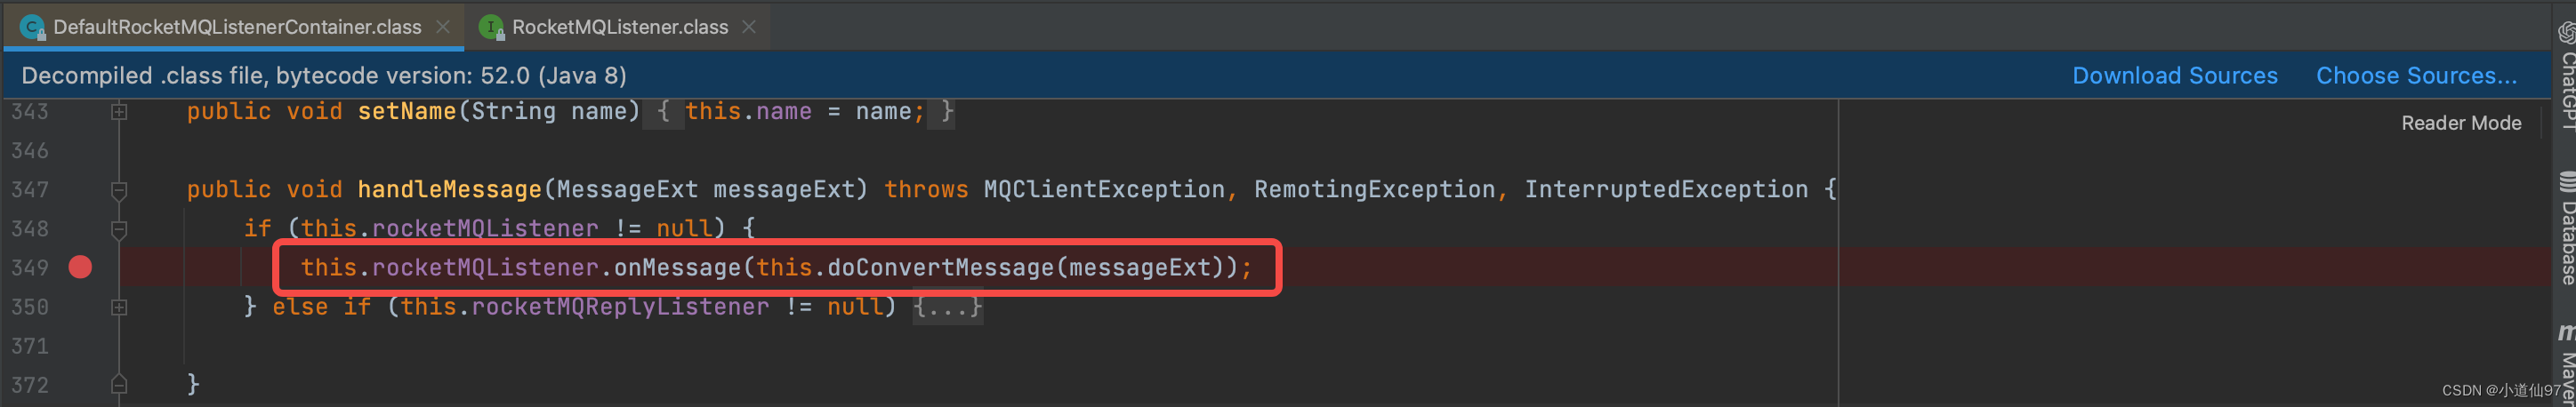 DefaultRocketMQListenerContainer.class
RocketMQListener.class
Decompiled .class file, bytecode version: 52.0 (Java 8)
Download Sources
Choose Sources...
Reader Mode
343 public void setName(String name) { this.name = name; }
346
347 public void handleMessage(MessageExt messageExt) throws MQClientException, RemotingException, InterruptedException {
348 if (this.rocketMQListener != null) {
349 this.rocketMQListener.onMessage(this.doConvertMessage(messageExt));
350 } else if (this.rocketMQReplyListener != null) {...}
371
372 }
ChatGPT
Database
Maven
CSDN @小道仙97